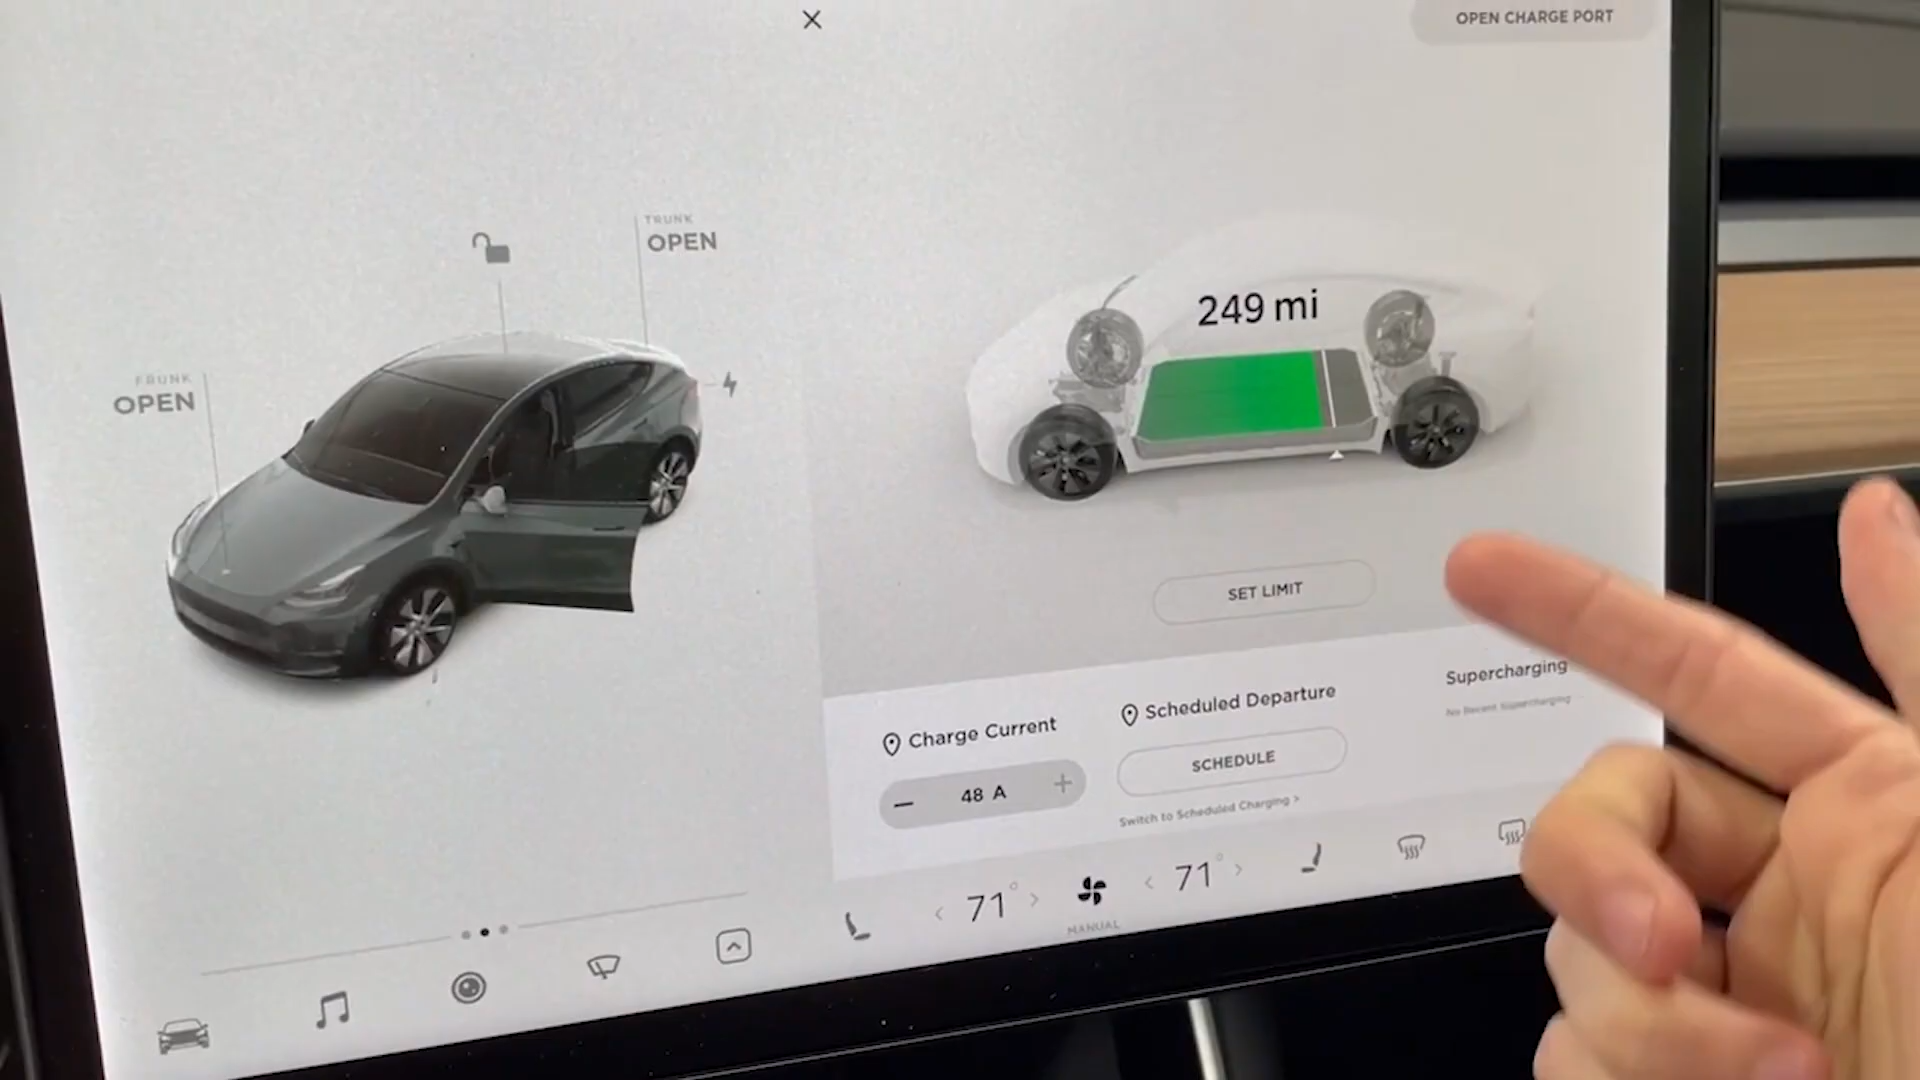 OPEN CHARGE PORT
TRUNK
OPEN
FRUNK
OPEN
249 mi
SET LIMIT
Charge Current
48 A
Scheduled Departure
SCHEDULE
Switch to Scheduled Charging >
Supercharging
No Recent Supercharging
71°
MANUAL
71°